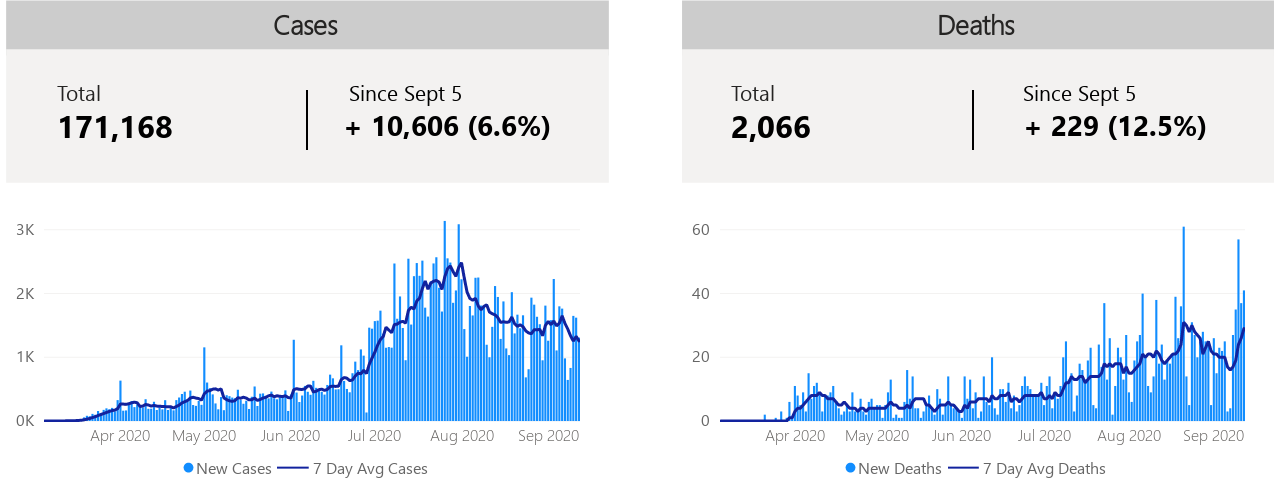 Cases
Total
171,168
Since Sept 5
+ 10,606 (6.6%)
3K
2K
1K
0K
Apr 2020 May 2020 Jun 2020 Jul 2020 Aug 2020 Sep 2020
New Cases 7 Day Avg Cases
Deaths
Total
2,066
Since Sept 5
+ 229 (12.5%)
60
40
20
0
Apr 2020 May 2020 Jun 2020 Jul 2020 Aug 2020 Sep 2020
New Deaths 7 Day Avg Deaths